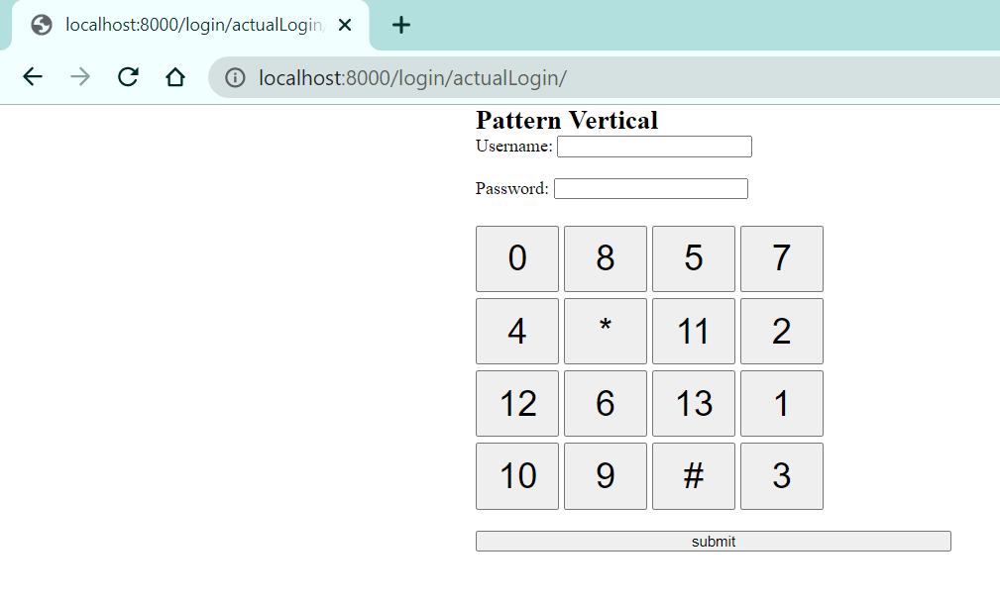 localhost:8000/login/actualLogin/
localhost:8000/login/actualLogin/
Pattern Vertical
Username:
Password:
0 8 5 7
4 * 11 2
12 6 13 1
10 9 # 3
submit